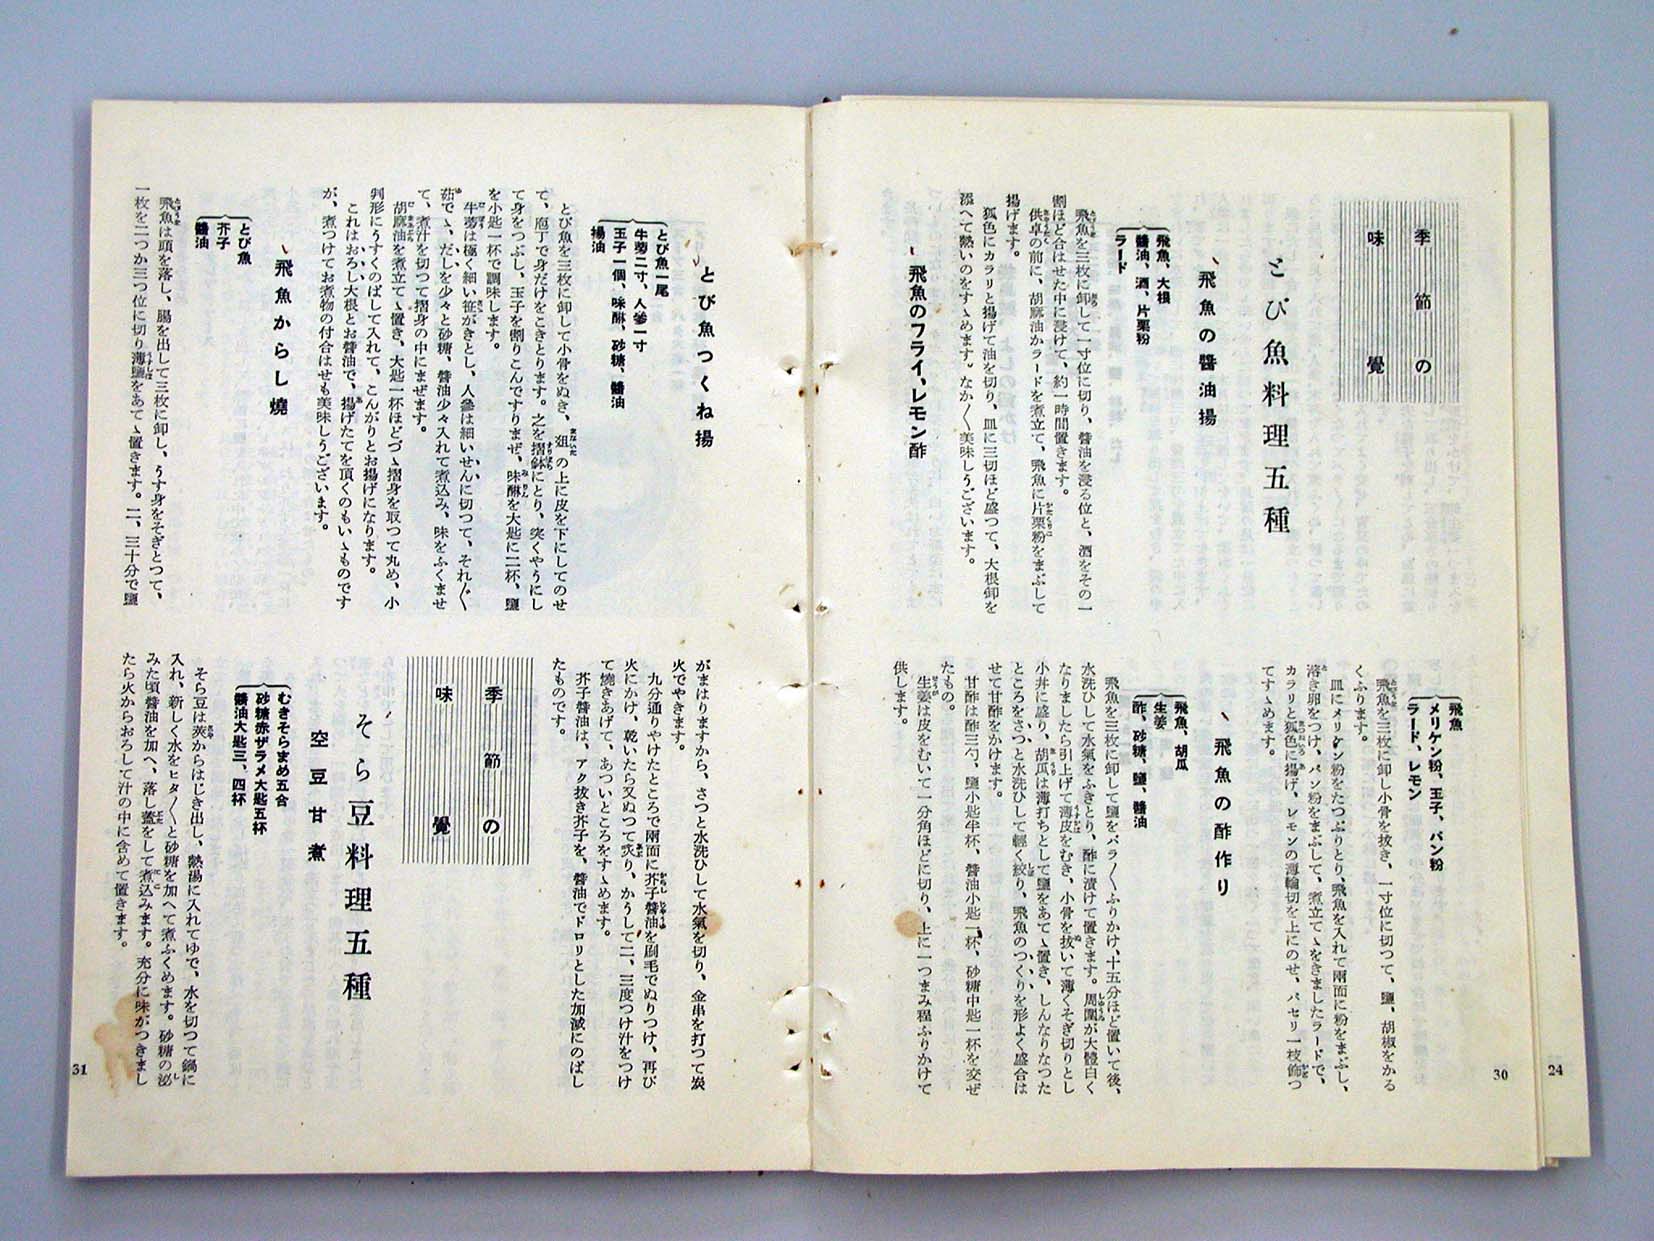 季節の
味覺
とび魚料理五種
飛魚の醬油揚
飛魚、大根
醬油、酒、片栗粉
ラード
飛魚を三枚に卸して一寸位に切り、醬油を浸る位と、酒をその一
割ほど合はせた中に浸けて、約一時間置きます。
供卓の前に、胡麻油かラードを煮立て、飛魚に片栗粉をまぶして
揚げます。
狐色にカラリと揚げて油を切り、皿に三切ほど盛つて、大根卸を
添へて熱いのをすゝめます。なか〳〵美味しうございます。
飛魚のフライ、レモン酢
飛魚
メリケン粉、玉子、パン粉
ラード、レモン
飛魚を三枚に卸し小骨を抜き、一寸位に切つて、鹽、胡椒をかる
くふります。
皿にメリケン粉をたつぷりとり、飛魚を入れて兩面に粉をまぶし、
溶き卵をつけ、パン粉をまぶして、煮立てゝをきましたラードで、
カラリと狐色に揚げ、レモンの薄輪切を上にのせ、パセリ一枝飾つ
てすゝめます。
飛魚の酢作り
飛魚、胡瓜
生姜
酢、砂糖、鹽、醬油
飛魚を三枚に卸して鹽をパラ〳〵ふりかけ、十五分ほど置いて後、
水洗ひして水氣をふきとり、酢に漬けて置きます。周圍が大體白く
なりましたら引上げて薄皮をむき、小骨を抜いて薄くそぎ切りとし
小丼に盛り、胡瓜は薄打ちとして鹽をあてゝ置き、しんなりなつた
ところをさつと水洗ひして輕く絞り、飛魚のつくりを形よく盛合は
せて甘酢をかけます。
甘酢は酢三勺、鹽小匙半杯、醬油小匙一杯、砂糖中匙一杯を交ぜ
たもの。
生姜は皮をむいて一分角ほどに切り、上に一つまみ程ふりかけて
供します。
30
24
とび魚つくね揚
とび魚一尾
牛蒡二寸、人參一寸
玉子一個、味醂、砂糖、醬油
揚油
とび魚を三枚に卸して小骨をぬき、俎の上に皮を下にしてのせ
て、庖丁で身だけをこきとります。之を摺鉢にとり、突くやうにし
て身をつぶし、玉子を割りこんですりまぜ、味醂を大匙に二杯、鹽
を小匙一杯で調味します。
牛蒡は極く細い笹がきとし、人參は細いせんに切つて、それ〴〵
茹でゝ、だしを少々と砂糖、醬油少々入れて煮込み、味をふくませ
て、煮汁を切つて摺身の中にまぜます。
胡麻油を煮立てゝ置き、大匙一杯ほどづゝ摺身を取つて丸め、小
判形にうすくのばして入れて、こんがりとお揚げになります。
これはおろし大根とお醬油で、揚げたてを頂くのもいゝものです
が、煮つけてお煮物の付合はせも美味しうございます。
飛魚からし燒
とび魚
芥子
醬油
飛魚は頭を落し、腸を出して三枚に卸し、うす身をそぎとつて、
一枚を二つか三つ位に切り薄鹽をあてゝ置きます。二、三十分で鹽
がまはりますから、さつと水洗ひして水氣を切り、金串を打つて炭
火でやきます。
九分通りやけたところで兩面に芥子醬油を刷毛でぬりつけ、再び
火にかけ、乾いたら又ぬつて炙り、かうして二、三度つけ汁をつけ
て燒きあげて、あついところをすゝめます。
芥子醬油は、アク抜き芥子を、醬油でドロリとした加減にのばし
たものです。
季節の
味覺
そら豆料理五種
空豆甘煮
むきそらまめ五合
砂糖赤ザラメ大匙五杯
醬油大匙三、四杯
そら豆は莢からはじき出し、熱湯に入れてゆで、水を切つて鍋に
入れ、新しく水をヒタ〳〵と砂糖を加へて煮ふくめます。砂糖の泌
みた頃醬油を加へ、落し蓋をして煮込みます。充分に味がつきまし
たら火からおろして汁の中に含めて置きます。
31